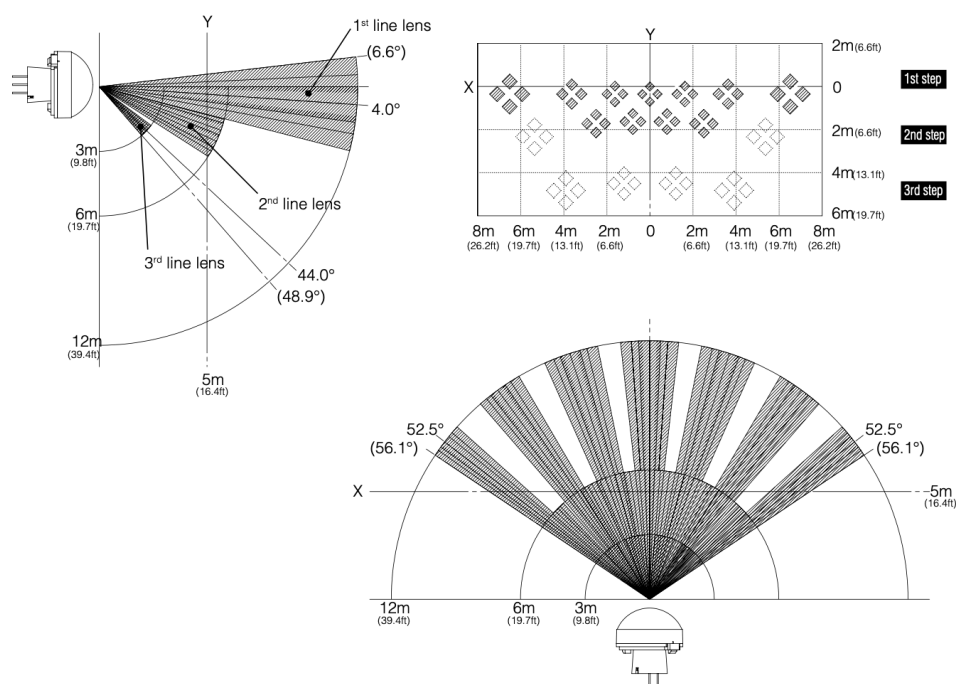 Y
1st line lens
(6.6°)
4.0°
3m
(9.8ft)
6m
(19.7ft)
2nd line lens
3rd line lens
44.0°
(48.9°)
12m
(39.4ft)
5m
(16.4ft)
Y
2m(6.6ft)
X
0
1st step
2m(6.6ft)
2nd step
4m(13.1ft)
3rd step
6m(19.7ft)
8m 6m 4m 2m 0 2m 4m 6m 8m
(26.2ft) (19.7ft) (13.1ft) (6.6ft) (6.6ft) (13.1ft) (19.7ft) (26.2ft)
52.5°
(56.1°)
52.5°
(56.1°)
X
5m
(16.4ft)
12m 6m 3m
(39.4ft) (19.7ft) (9.8ft)